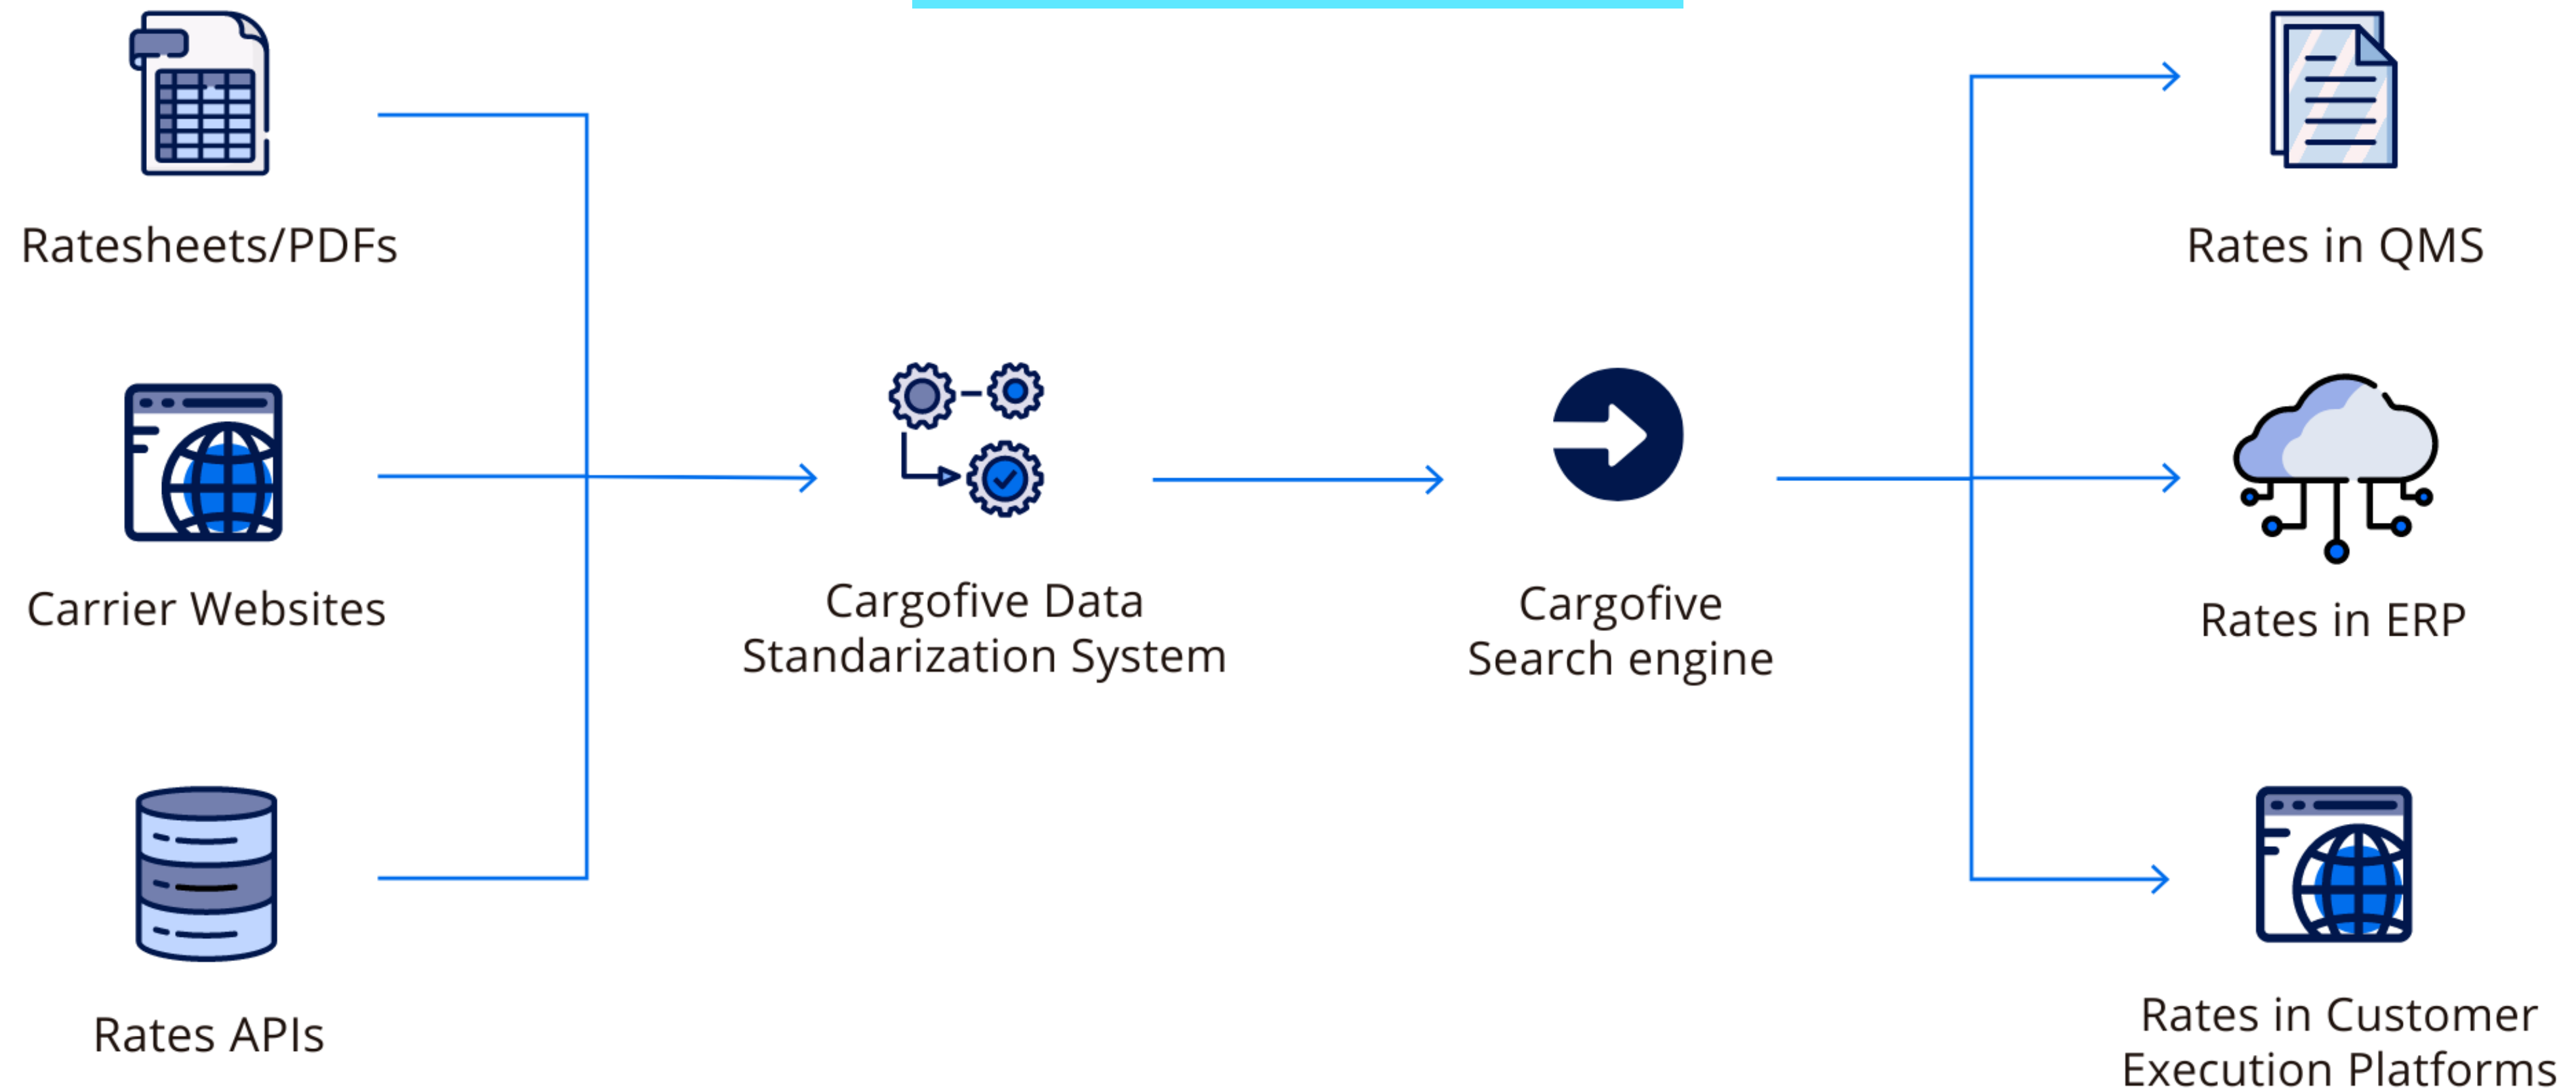 Ratesheets/PDFs
Carrier Websites
Rates APIs
Cargofive Data
Standarization System
Cargofive
Search engine
Rates in QMS
Rates in ERP
Rates in Customer
Execution Platforms